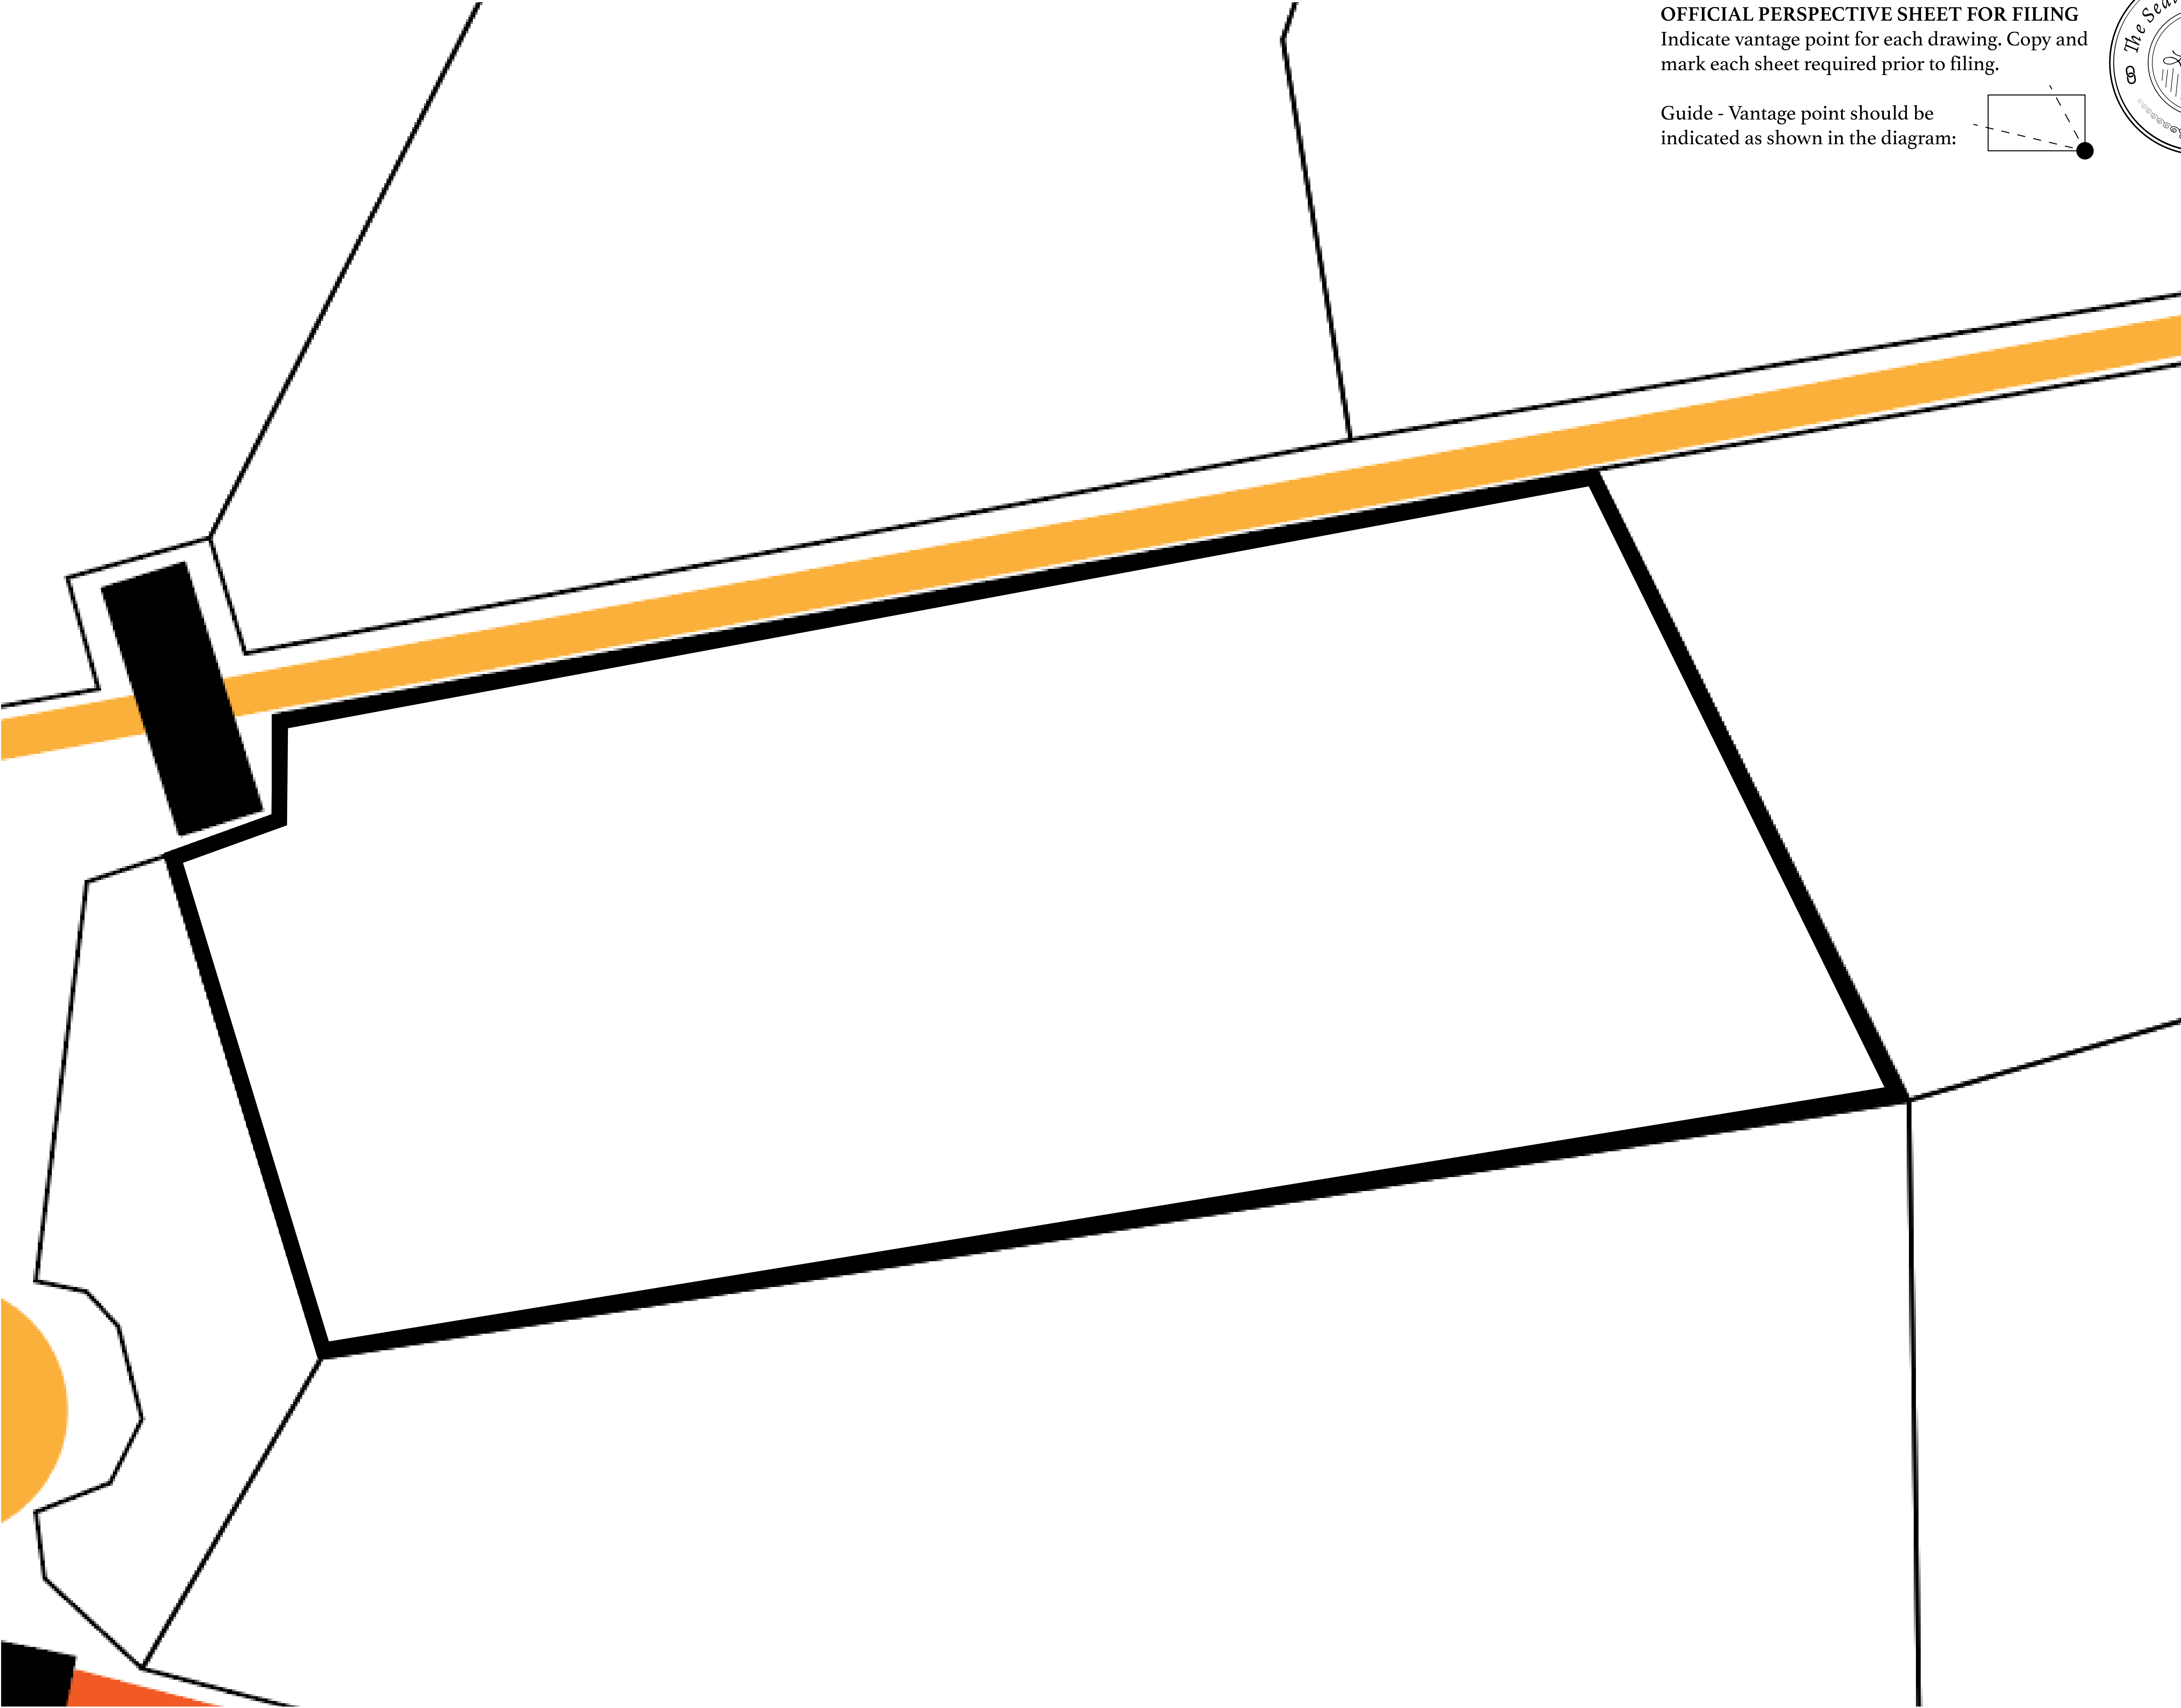 OFFICIAL PERSPECTIVE SHEET FOR FILING
Indicate vantage point for each drawing. Copy and
mark each sheet required prior to filing.
Guide - Vantage point should be
indicated as shown in the diagram:
The